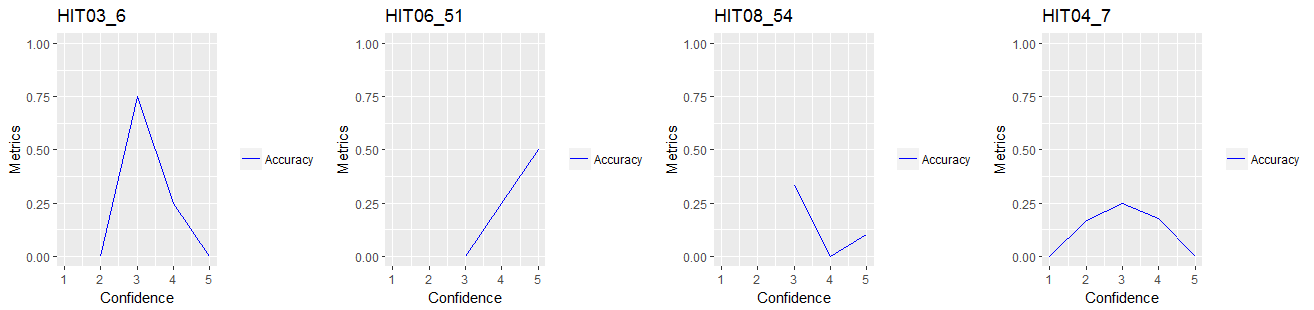 HIT03_6
1.00
0.75
0.50
0.25
0.00
Metrics
1 2 3 4 5
Confidence
Accuracy
HIT06_51
1.00
0.75
0.50
0.25
0.00
Metrics
1 2 3 4 5
Confidence
Accuracy
HIT08_54
1.00
0.75
0.50
0.25
0.00
Metrics
1 2 3 4 5
Confidence
Accuracy
HIT04_7
1.00
0.75
0.50
0.25
0.00
Metrics
1 2 3 4 5
Confidence
Accuracy